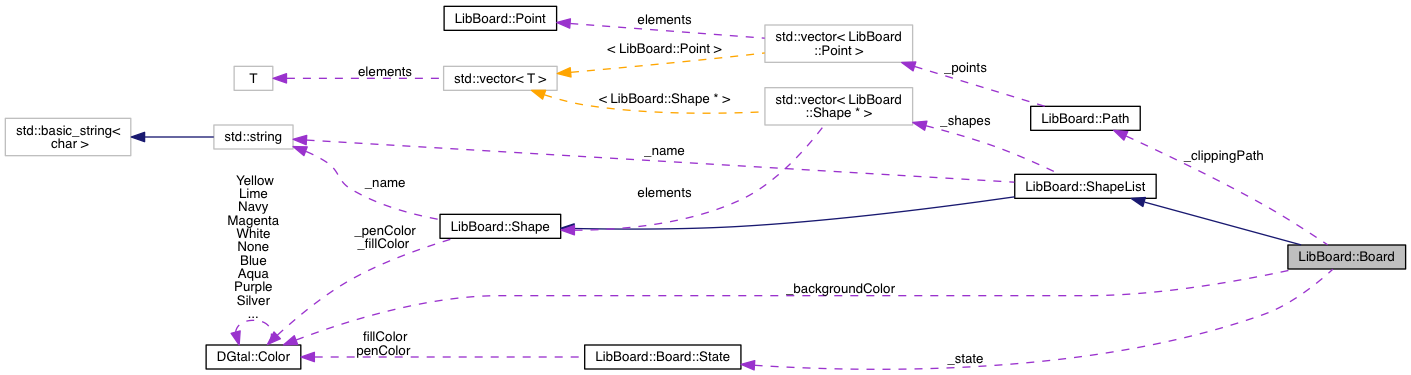 LibBoard::Point
elements
std::vector< LibBoard
::Point >
< LibBoard::Point >
T
elements
std::vector< T >
_points
< LibBoard::Shape * >
std::vector< LibBoard
::Shape * >
LibBoard::Path
std::basic_string<
char >
std::string
_shapes
_name
_clippingPath
Yellow
Lime
Navy
Magenta
White
None
Blue
Aqua
Purple
Silver
...
_name
elements
LibBoard::ShapeList
LibBoard::Shape
_penColor
_fillColor
LibBoard::Board
_backgroundColor
fillColor
penColor
DGtal::Color
LibBoard::Board::State
_state